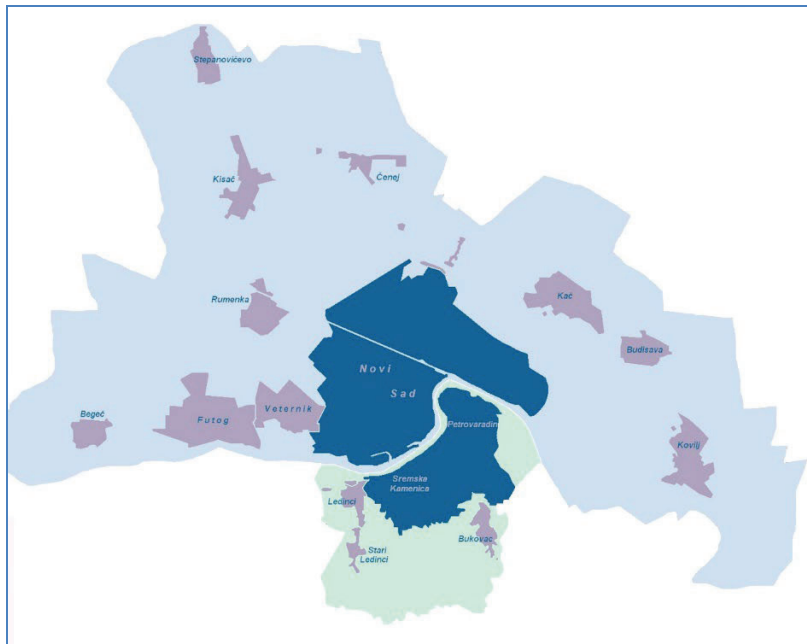 Stepanovićevo
Kisač
Čenej
Rumenka
Kać
Budisava
Novi
Sad
Begeč
Futog
Veternik
Petrovaradin
Kovilj
Sremska
Kamenica
Ledinci
Bukovac
Stari
Ledinci